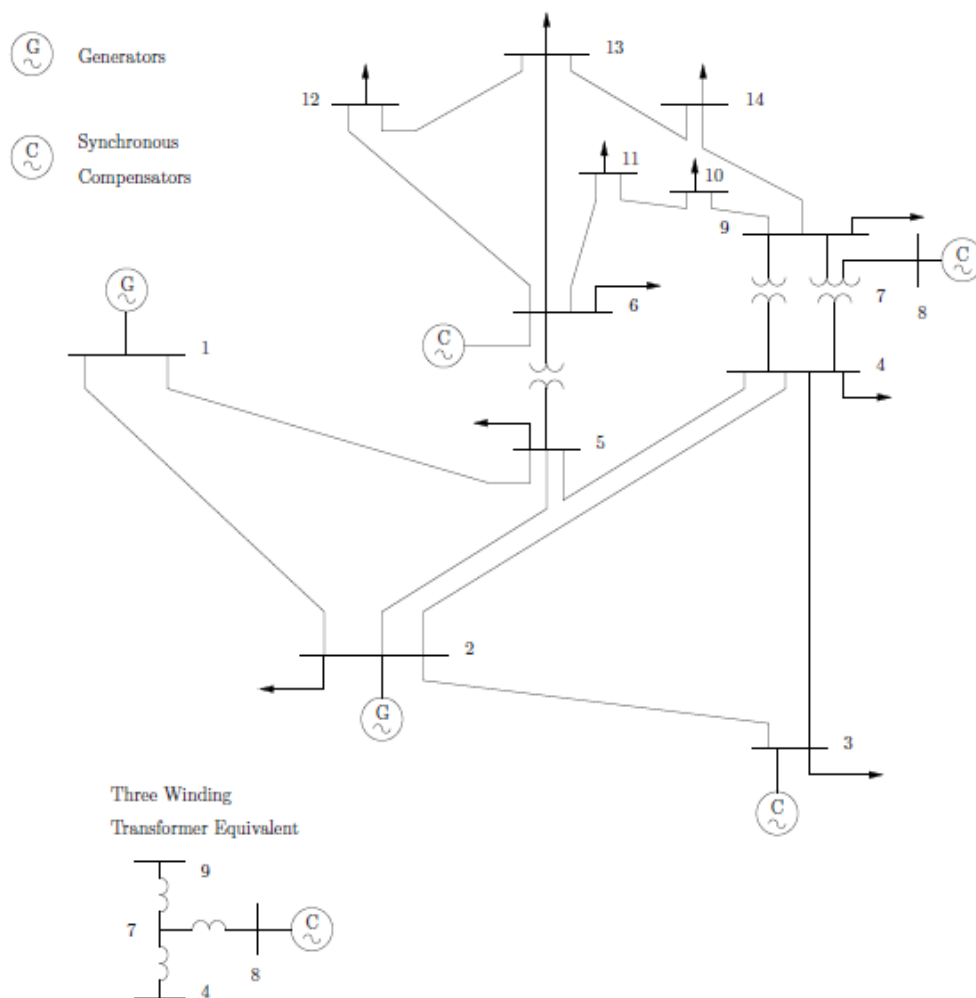 G
Generators
C
Synchronous
Compensators
13
12
14
11
10
9
C
8
7
G
1
6
C
4
5
2
G
3
C
Three Winding
Transformer Equivalent
9
7
C
8
4